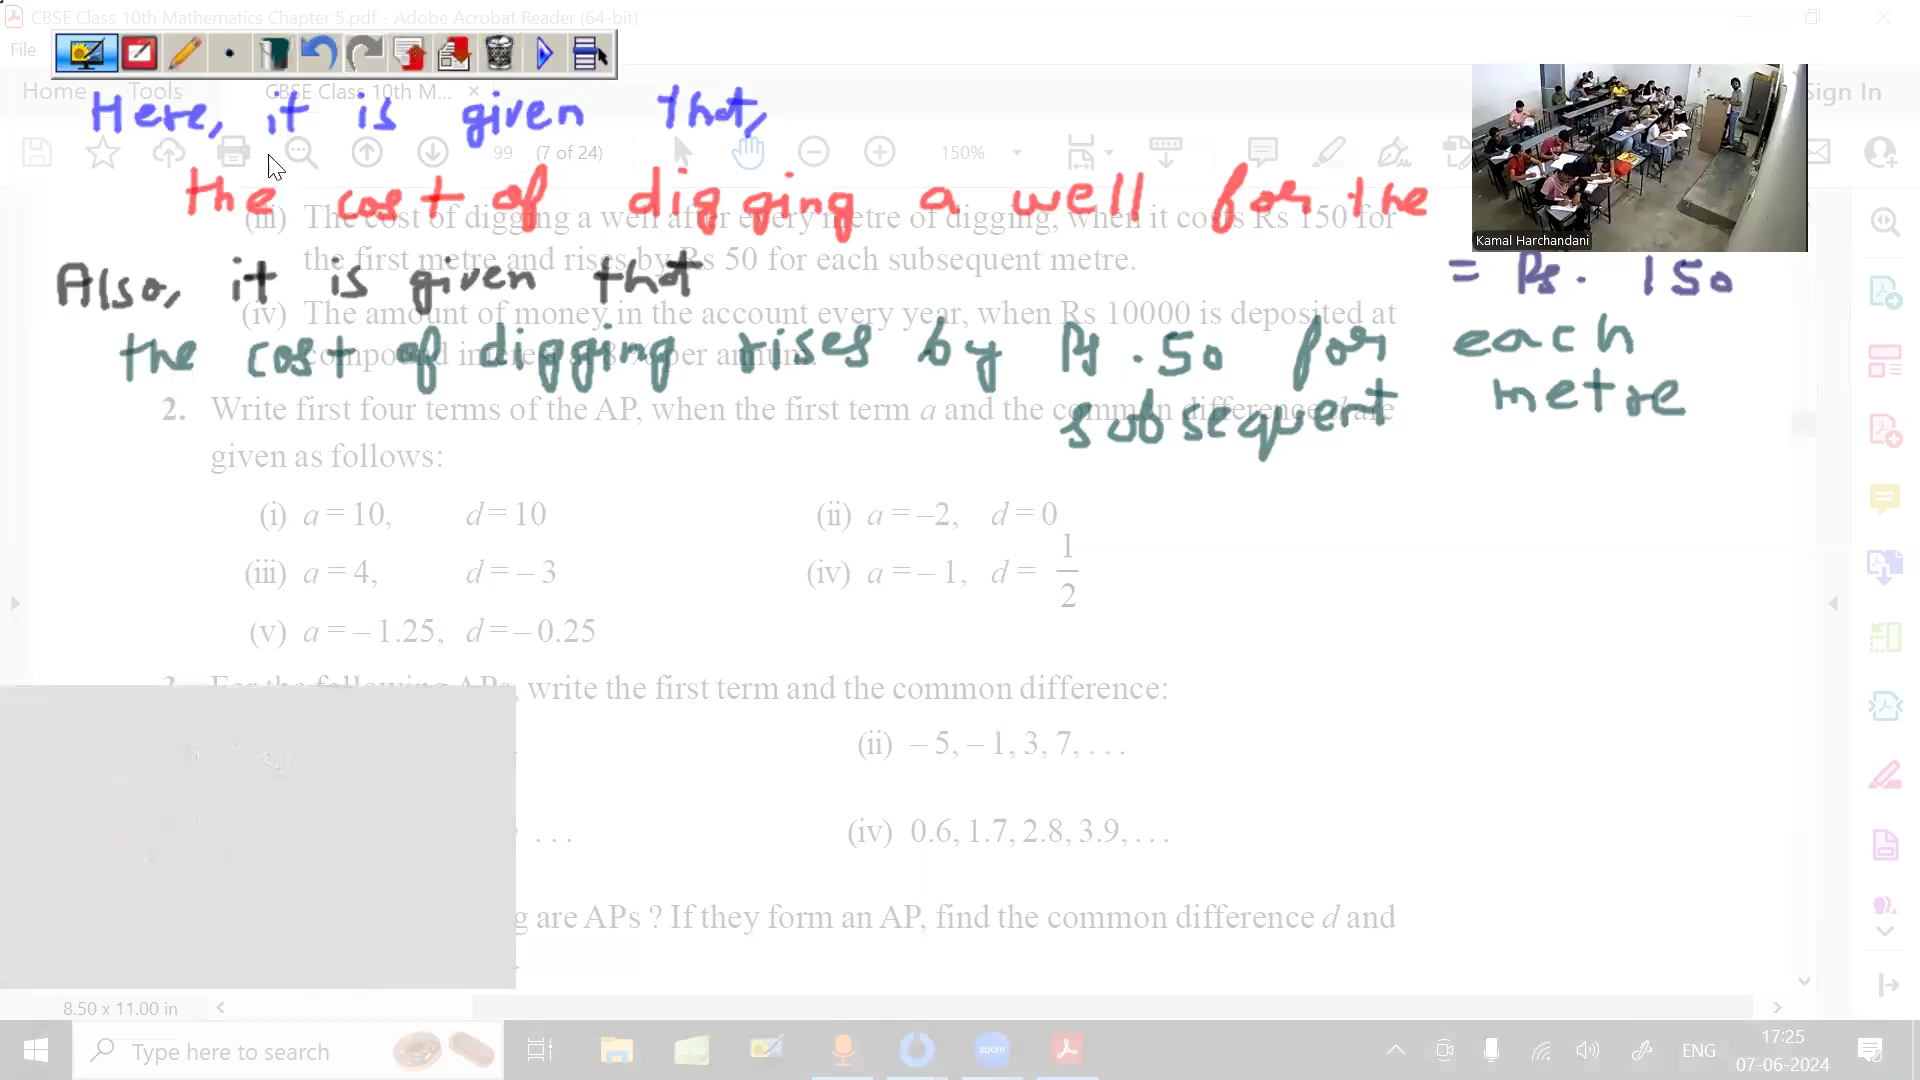 CBSE Class 10th Mathematics Chapter 5.pdf - Adobe Acrobat Reader (64-bit)
File
Home Tools CBSE Class 10th M... × Sign In
Here, it is given that,
99 (7 of 24) 150%
the cost of digging a well for the
(iii) The cost of digging a well after every metre of digging, when it costs Rs 150 for
the first metre and rises by Rs 50 for each subsequent metre.
Kamal Harchandani
= Rs. 150
Also, it is given that
(iv) The amount of money in the account every year, when Rs 10000 is deposited at
compound interest at 8% per annum.
the cost of digging rises by Rs. 50 for each
subsequent metre
2. Write first four terms of the AP, when the first term a and the common difference d are
given as follows:
(i) a = 10, d = 10 (ii) a = –2, d = 0
(iii) a = 4, d = – 3 (iv) a = – 1, d = 1/2
(v) a = – 1.25, d = – 0.25
3. For the following APs, write the first term and the common difference:
(ii) – 5, – 1, 3, 7, . . .
. . . (iv) 0.6, 1.7, 2.8, 3.9, . . .
g are APs ? If they form an AP, find the common difference d and
8.50 x 11.00 in
Type here to search
zoom
ENG
17:25
07-06-2024